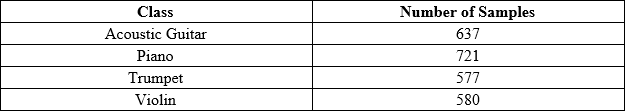 Class Number of Samples
Acoustic Guitar 637
Piano 721
Trumpet 577
Violin 580